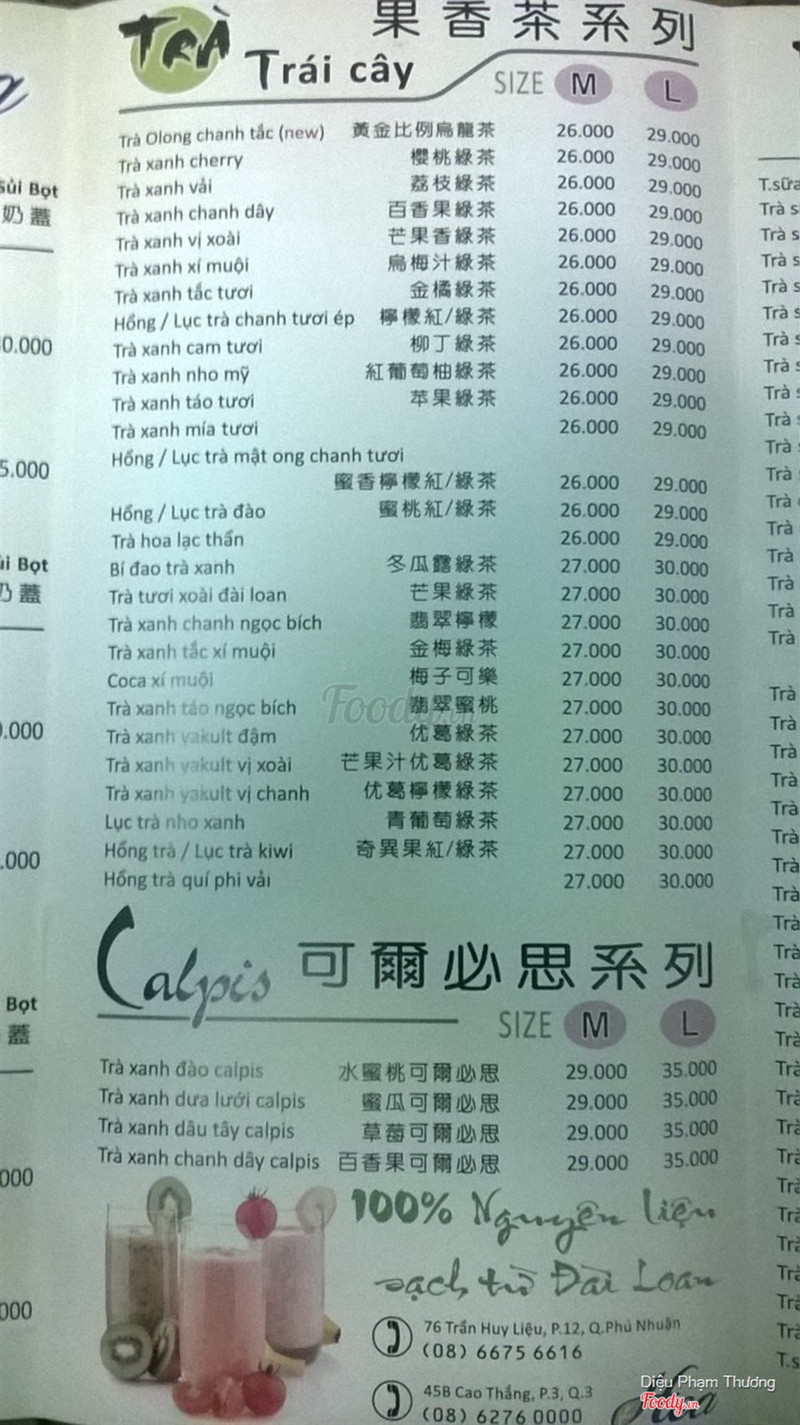 TRÀ 果香茶系列
Trái cây SIZE M L
Trà Olong chanh tắc (new) 黃金比例烏龍茶 26.000 29.000
Trà xanh cherry 櫻桃綠茶 26.000 29.000
Trà xanh vải 荔枝綠茶 26.000 29.000
Trà xanh chanh dây 百香果綠茶 26.000 29.000
Trà xanh vị xoài 芒果香綠茶 26.000 29.000
Trà xanh xí muội 烏梅汁綠茶 26.000 29.000
Trà xanh tắc tươi 金橘綠茶 26.000 29.000
Hồng / Lục trà chanh tươi ép 檸檬紅/綠茶 26.000 29.000
Trà xanh cam tươi 柳丁綠茶 26.000 29.000
Trà xanh nho mỹ 紅葡萄柚綠茶 26.000 29.000
Trà xanh táo tươi 苹果綠茶 26.000 29.000
Trà xanh mía tươi 26.000 29.000
Hồng / Lục trà mật ong chanh tươi
蜜香檸檬紅/綠茶 26.000 29.000
Hồng / Lục trà đào 蜜桃紅/綠茶 26.000 29.000
Trà hoa lạc thần 26.000 29.000
Bí đao trà xanh 冬瓜露綠茶 27.000 30.000
Trà tươi xoài đài loan 芒果綠茶 27.000 30.000
Trà xanh chanh ngọc bích 翡翠檸檬 27.000 30.000
Trà xanh tắc xí muội 金梅綠茶 27.000 30.000
Coca xí muội 梅子可樂 27.000 30.000
Trà xanh táo ngọc bích 翡翠蜜桃 27.000 30.000
Trà xanh yakult đậm 优葛綠茶 27.000 30.000
Trà xanh yakult vị xoài 芒果汁优葛綠茶 27.000 30.000
Trà xanh yakult vị chanh 优葛檸檬綠茶 27.000 30.000
Lục trà nho xanh 青葡萄綠茶 27.000 30.000
Hồng trà / Lục trà kiwi 奇異果紅/綠茶 27.000 30.000
Hồng trà quí phi vải 27.000 30.000
Calpis 可爾必思系列
SIZE M L
Trà xanh đào calpis 水蜜桃可爾必思 29.000 35.000
Trà xanh dưa lưới calpis 蜜瓜可爾必思 29.000 35.000
Trà xanh dâu tây calpis 草莓可爾必思 29.000 35.000
Trà xanh chanh dây calpis 百香果可爾必思 29.000 35.000
100% Nguyên liệu
sạch từ Đài Loan
76 Trần Huy Liệu, P.12, Q.Phú Nhuận
(08) 6675 6616
45B Cao Thắng, P.3, Q.3
(08) 6276 0000
Hoa
Diệu Phạm Thương
Foody.vn